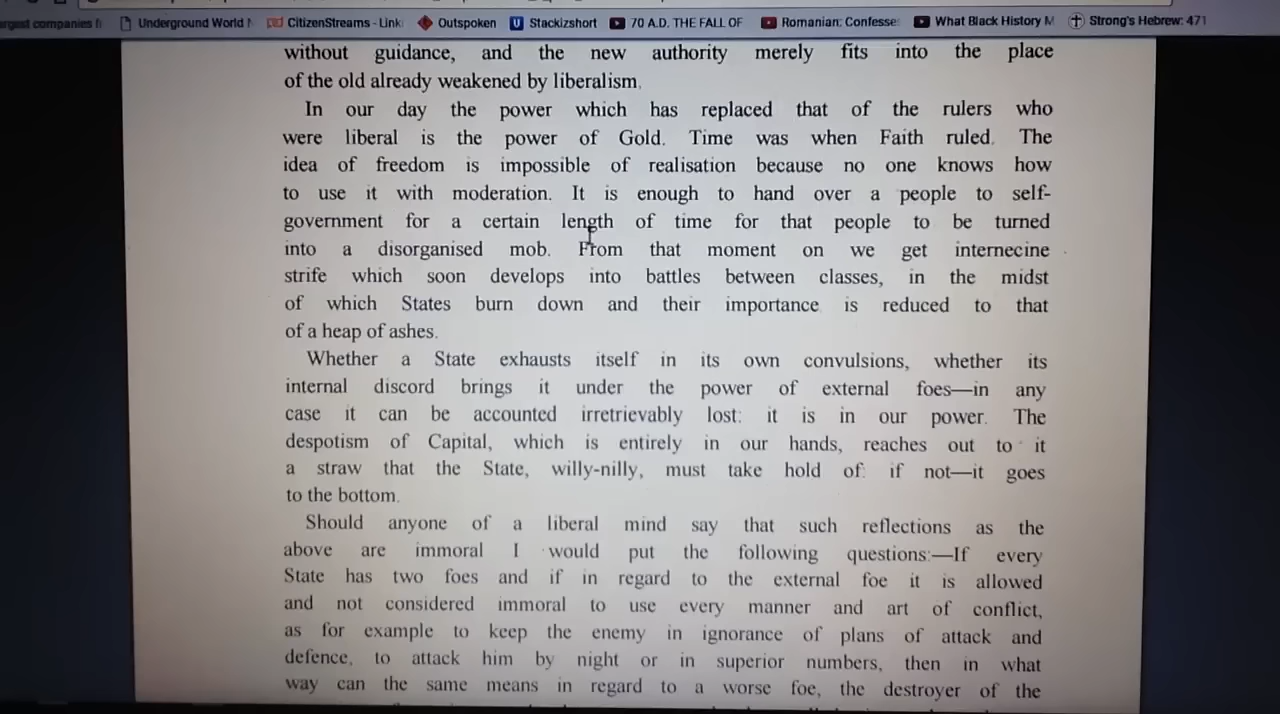 argest companies fi
Underground World N
CitizenStreams - Link
Outspoken
Stackizshort
70 A.D. THE FALL OF
Romanian: Confesse
What Black History M
Strong's Hebrew: 471
without guidance, and the new authority merely fits into the place
of the old already weakened by liberalism.
In our day the power which has replaced that of the rulers who
were liberal is the power of Gold. Time was when Faith ruled. The
idea of freedom is impossible of realisation because no one knows how
to use it with moderation. It is enough to hand over a people to self-
government for a certain length of time for that people to be turned
into a disorganised mob. From that moment on we get internecine
strife which soon develops into battles between classes, in the midst
of which States burn down and their importance is reduced to that
of a heap of ashes.
Whether a State exhausts itself in its own convulsions, whether its
internal discord brings it under the power of external foes—in any
case it can be accounted irretrievably lost: it is in our power. The
despotism of Capital, which is entirely in our hands, reaches out to it
a straw that the State, willy-nilly, must take hold of: if not—it goes
to the bottom.
Should anyone of a liberal mind say that such reflections as the
above are immoral I would put the following questions:—If every
State has two foes and if in regard to the external foe it is allowed
and not considered immoral to use every manner and art of conflict,
as for example to keep the enemy in ignorance of plans of attack and
defence, to attack him by night or in superior numbers, then in what
way can the same means in regard to a worse foe, the destroyer of the